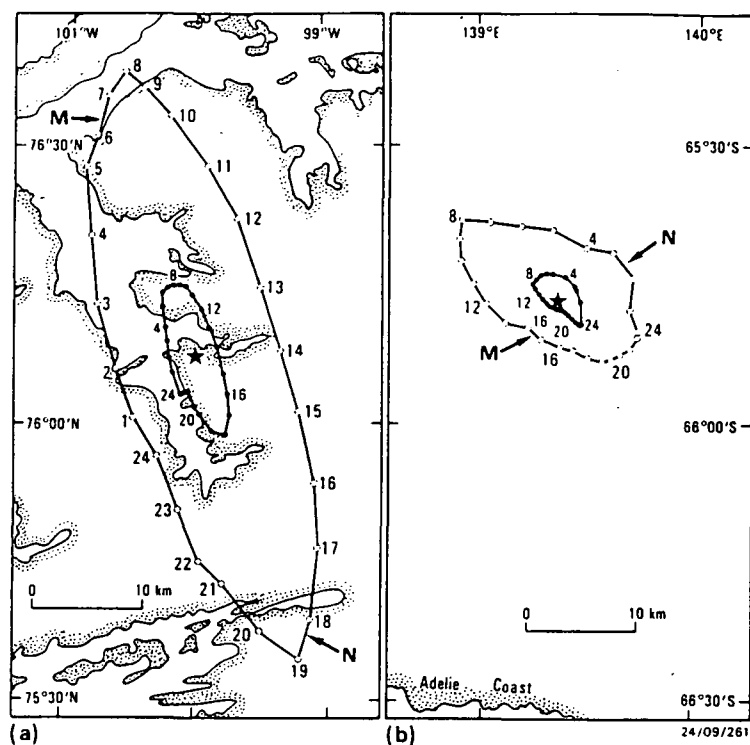 101°W
99°W
8
7
9
M
10
6
76°30'N
5
11
12
4
8
13
3
12
4
14
2
24
16
15
1
20
76°00'N
24
16
23
17
22
21
0
10 km
18
20
N
19
75°30'N
(a)
139°E
140°E
65°30'S
8
4
N
8
4
12
12
16
20
24
24
M
16
20
66°00'S
0
10 km
Adelie Coast
66°30'S
(b)
24/09/261